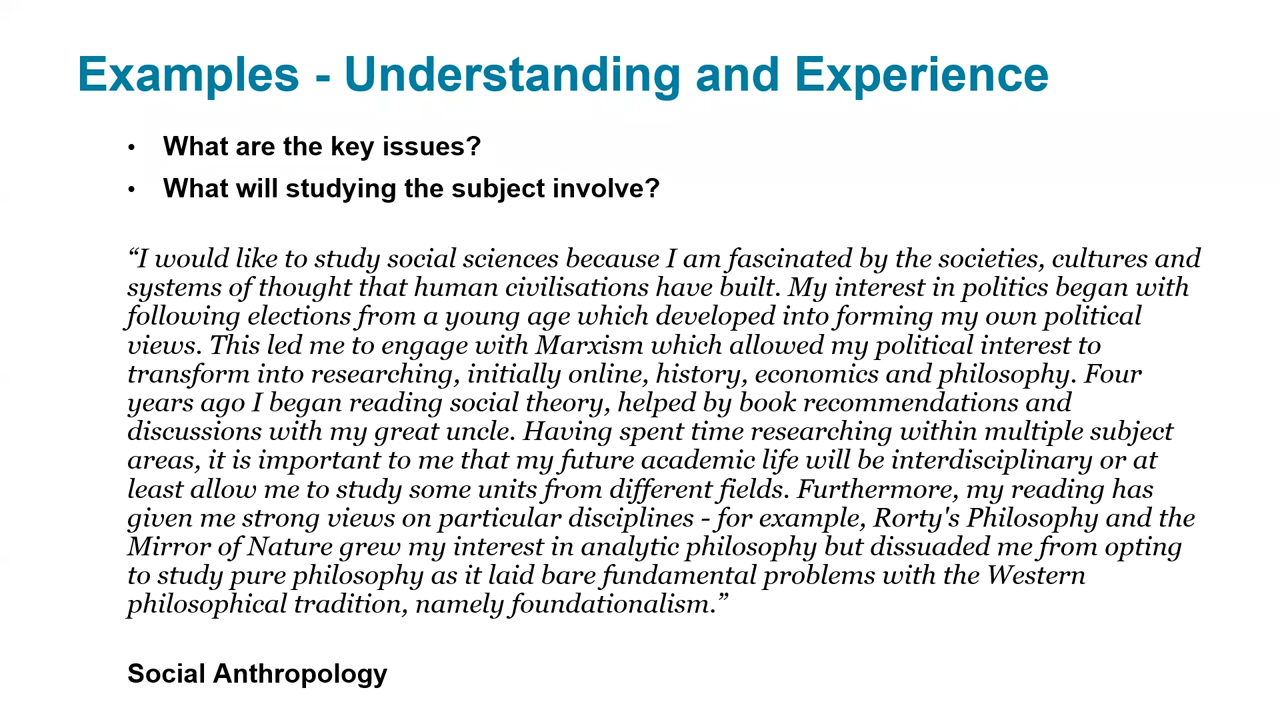 Examples - Understanding and Experience
• What are the key issues?
• What will studying the subject involve?
“I would like to study social sciences because I am fascinated by the societies, cultures and
systems of thought that human civilisations have built. My interest in politics began with
following elections from a young age which developed into forming my own political
views. This led me to engage with Marxism which allowed my political interest to
transform into researching, initially online, history, economics and philosophy. Four
years ago I began reading social theory, helped by book recommendations and
discussions with my great uncle. Having spent time researching within multiple subject
areas, it is important to me that my future academic life will be interdisciplinary or at
least allow me to study some units from different fields. Furthermore, my reading has
given me strong views on particular disciplines - for example, Rorty's Philosophy and the
Mirror of Nature grew my interest in analytic philosophy but dissuaded me from opting
to study pure philosophy as it laid bare fundamental problems with the Western
philosophical tradition, namely foundationalism.”
Social Anthropology